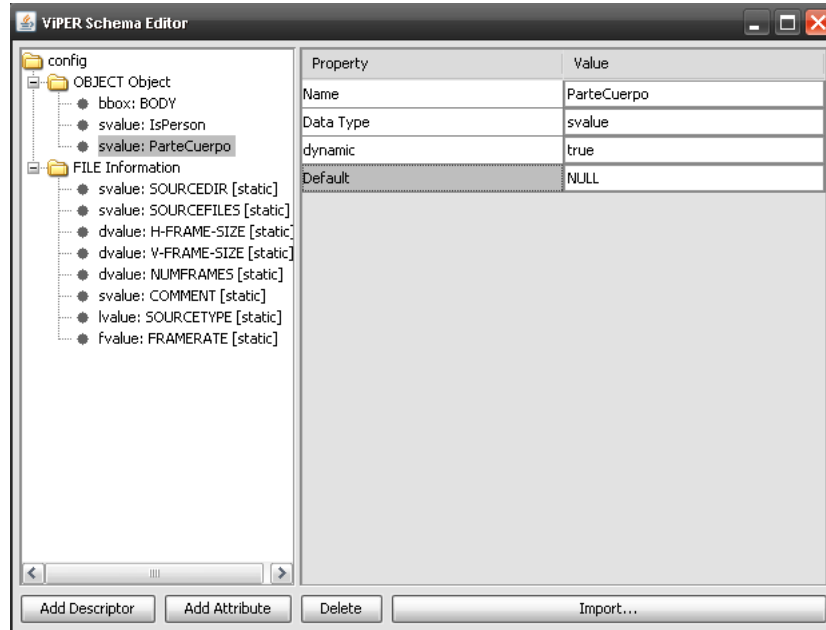 ViPER Schema Editor
config
OBJECT Object
bbox: BODY
svalue: IsPerson
svalue: ParteCuerpo
FILE Information
svalue: SOURCEDIR [static]
svalue: SOURCEFILES [static]
dvalue: H-FRAME-SIZE [static]
dvalue: V-FRAME-SIZE [static]
dvalue: NUMFRAMES [static]
svalue: COMMENT [static]
lvalue: SOURCETYPE [static]
fvalue: FRAMERATE [static]
Property Value
Name ParteCuerpo
Data Type svalue
dynamic true
Default NULL
Add Descriptor Add Attribute Delete Import...